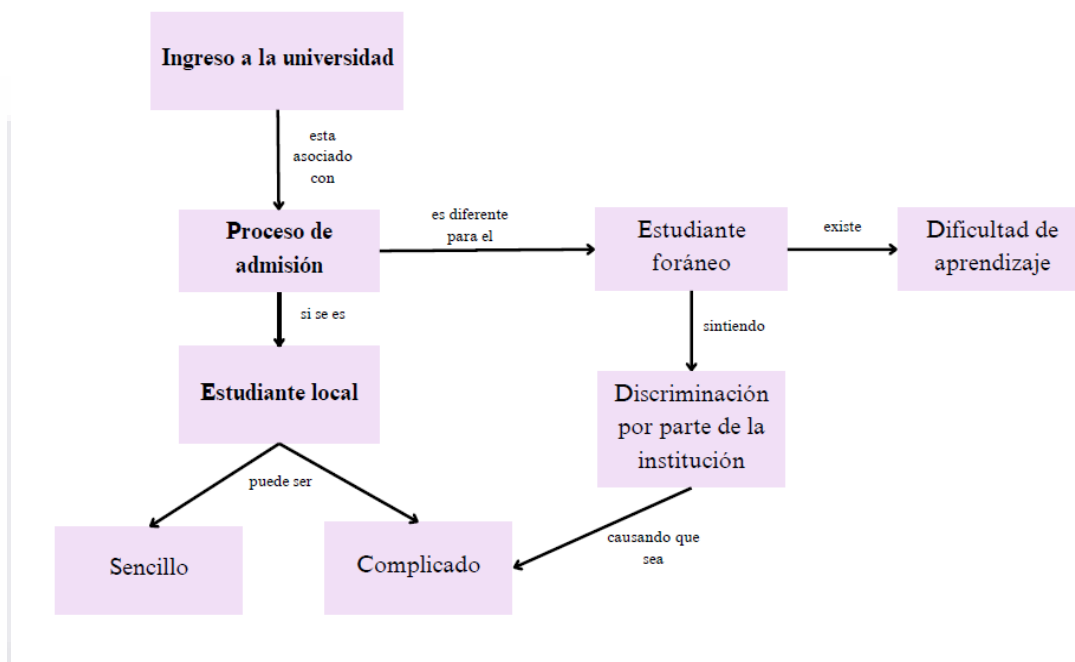 Ingreso a la universidad
esta
asociado
con
Proceso de
admisión
es diferente
para el
Estudiante
foráneo
existe
Dificultad de
aprendizaje
si se es
sintiendo
Estudiante local
Discriminación
por parte de la
institución
puede ser
causando que
sea
Sencillo
Complicado